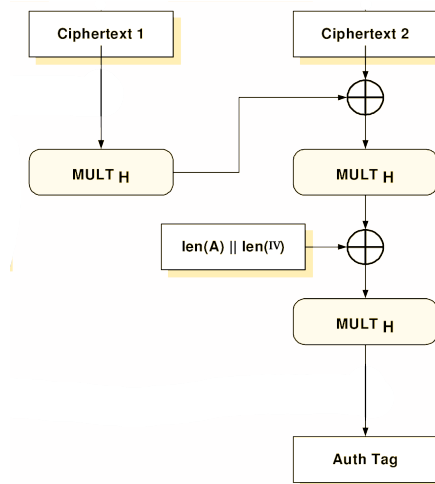 Ciphertext 1
Ciphertext 2
MULT H
MULT H
len(A) || len(IV)
MULT H
Auth Tag